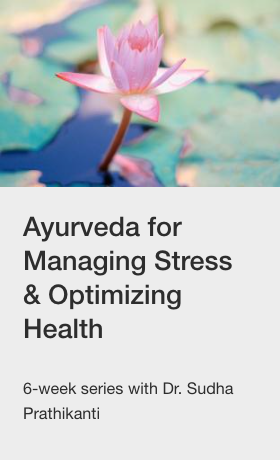 Ayurveda for
Managing Stress
& Optimizing
Health
6-week series with Dr. Sudha
Prathikanti